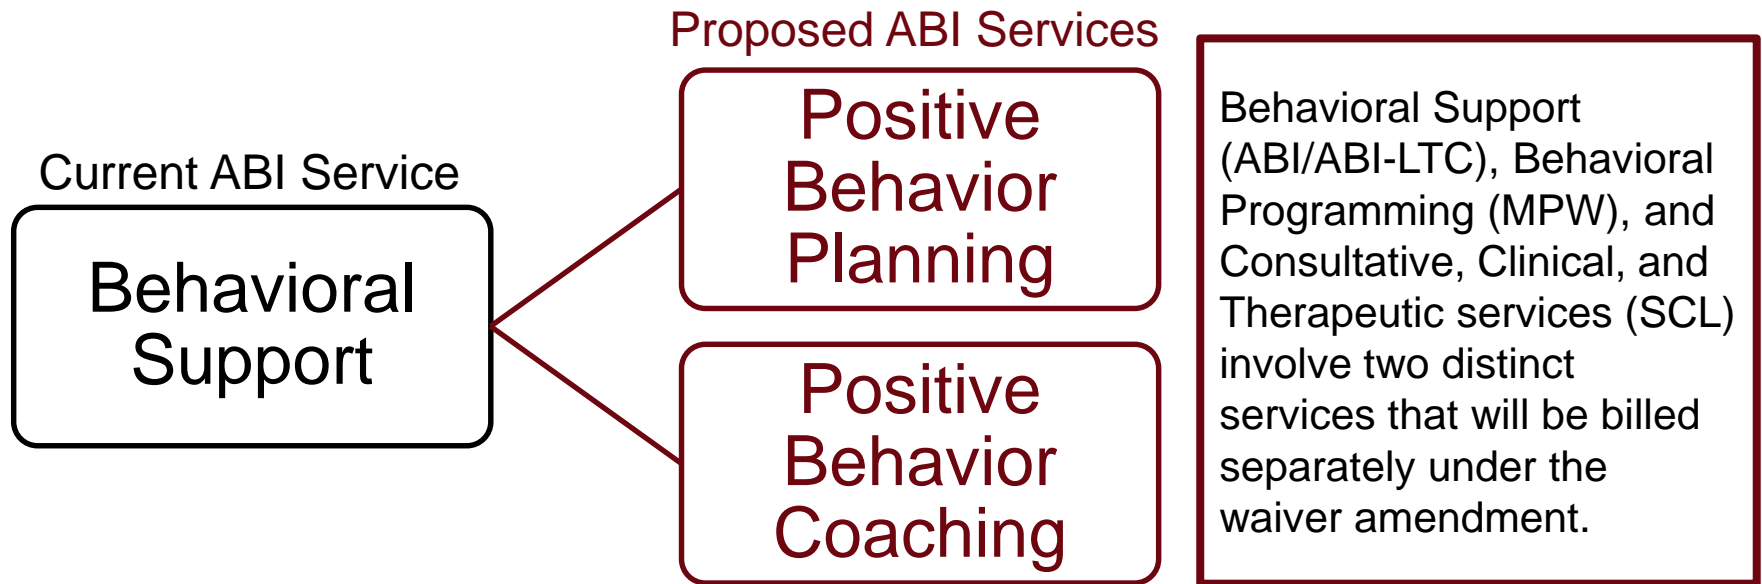 Current ABI Service
Behavioral
Support
Proposed ABI Services
Positive
Behavior
Planning
Positive
Behavior
Coaching
Behavioral Support
(ABI/ABI-LTC), Behavioral
Programming (MPW), and
Consultative, Clinical, and
Therapeutic services (SCL)
involve two distinct
services that will be billed
separately under the
waiver amendment.